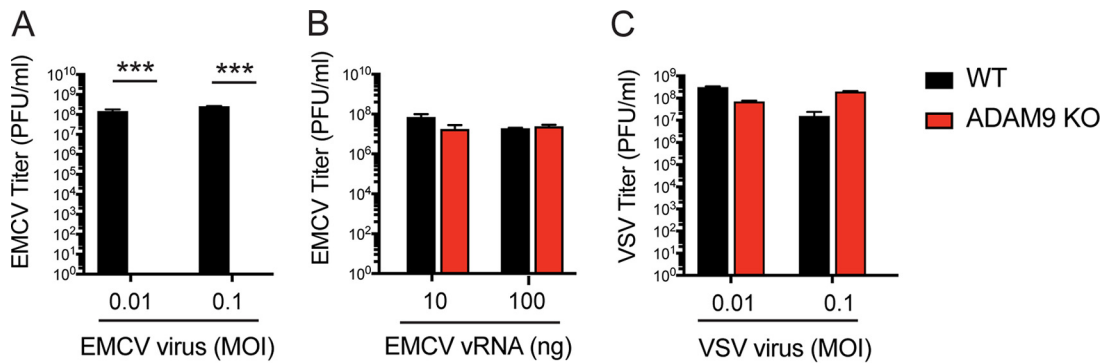 A
B
C
*** ***
EMCV Titer (PFU/ml)
10^10
10^9
10^8
10^7
10^6
10^5
10^4
10^3
10^2
10^1
10^0
0.01 0.1
EMCV virus (MOI)
EMCV Titer (PFU/ml)
10^10
10^8
10^6
10^4
10^2
10^0
10 100
EMCV vRNA (ng)
VSV Titer (PFU/ml)
10^9
10^8
10^7
10^6
10^5
10^4
10^3
10^2
10^1
10^0
0.01 0.1
VSV virus (MOI)
WT
ADAM9 KO